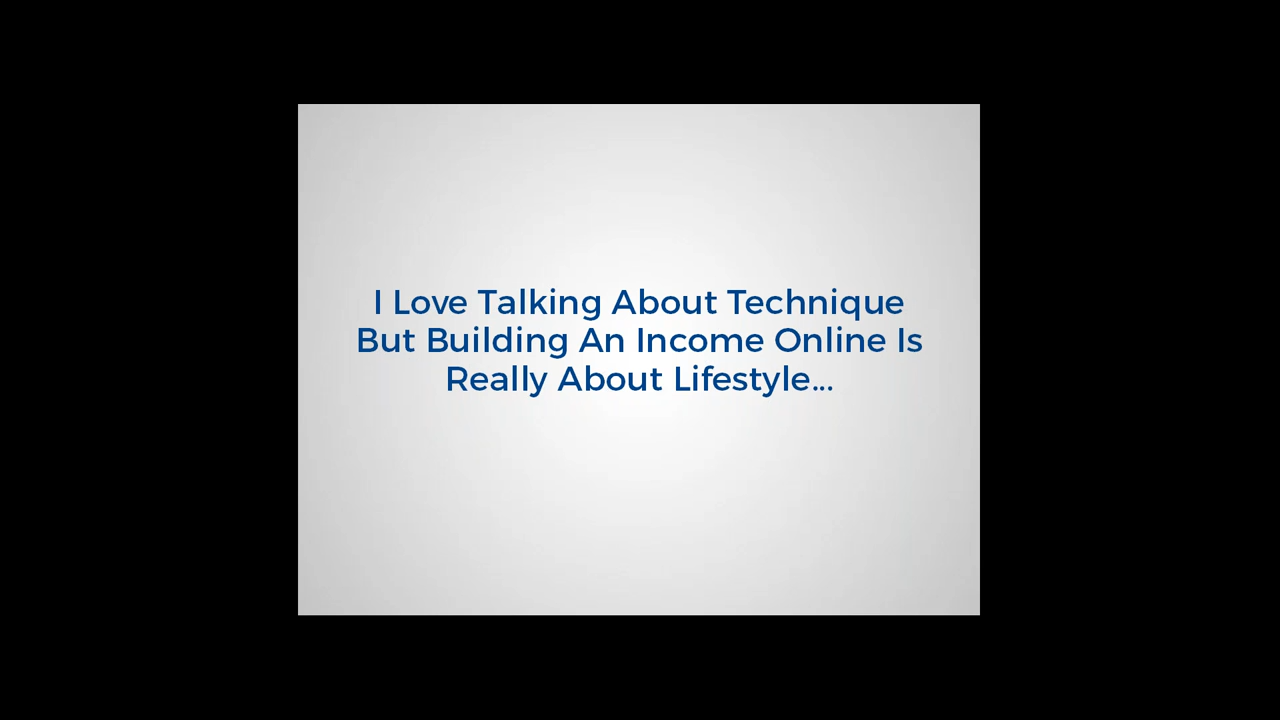 I Love Talking About Technique
But Building An Income Online Is
Really About Lifestyle...